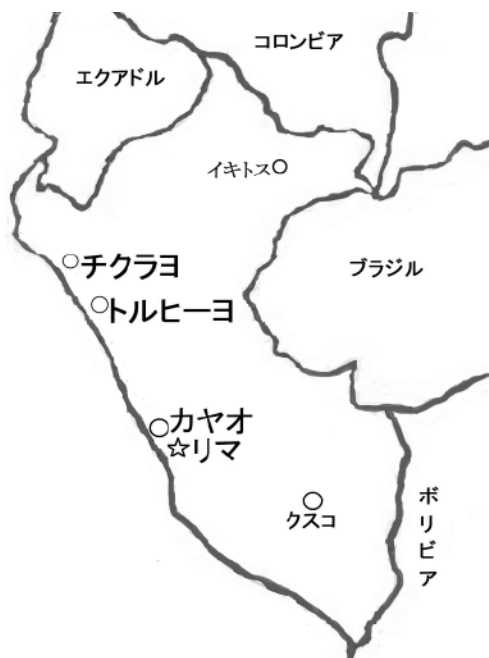 コロンビア
エクアドル
イキトス
チクラヨ
ブラジル
トルヒーヨ
カヤオ
リマ
クスコ
ボリビア